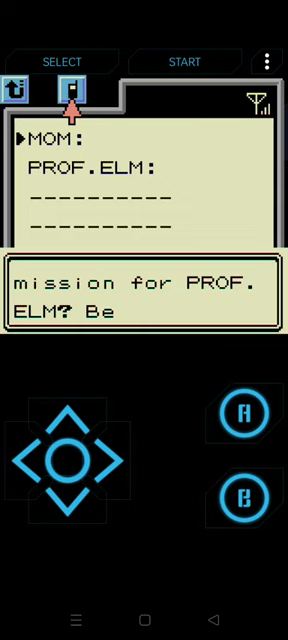 SELECT
START
MOM:
PROF.ELM:
----------
----------
mission for PROF.
ELM? Be
A
B